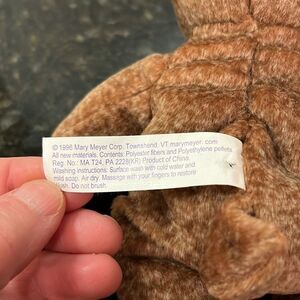 © 1996 Mary Meyer Corp. Townshend, VT. marymeyer.com
All new materials. Contents: Polyester fibers and Polyethylene pellets
Reg. No.: MA T24, PA 2228(KR) Product of China.
Washing Instructions: Surface wash with cold water and
mild soap. Air dry. Massage with your fingers to restore
plush. Do not brush.